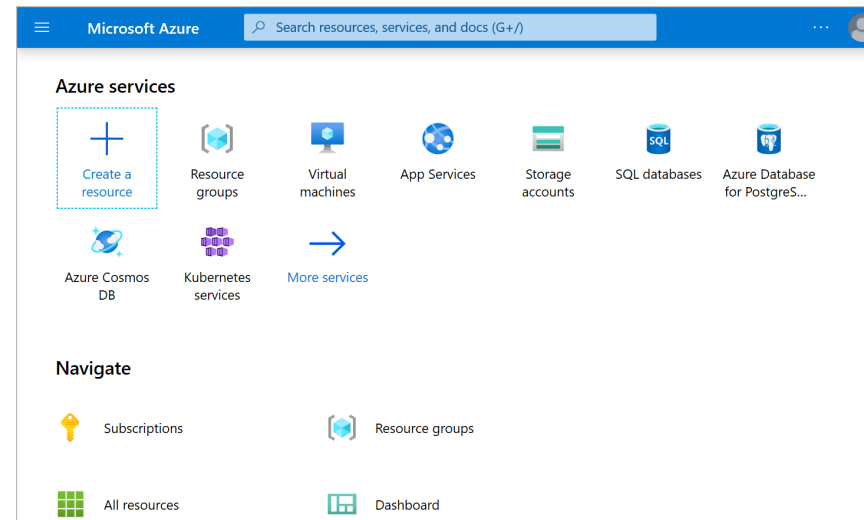 Microsoft Azure
Search resources, services, and docs (G+/)
...
Azure services
Create a
resource
Resource
groups
Virtual
machines
App Services
Storage
accounts
SQL
SQL databases
Azure Database
for PostgreS...
Azure Cosmos
DB
Kubernetes
services
More services
Navigate
Subscriptions
Resource groups
All resources
Dashboard